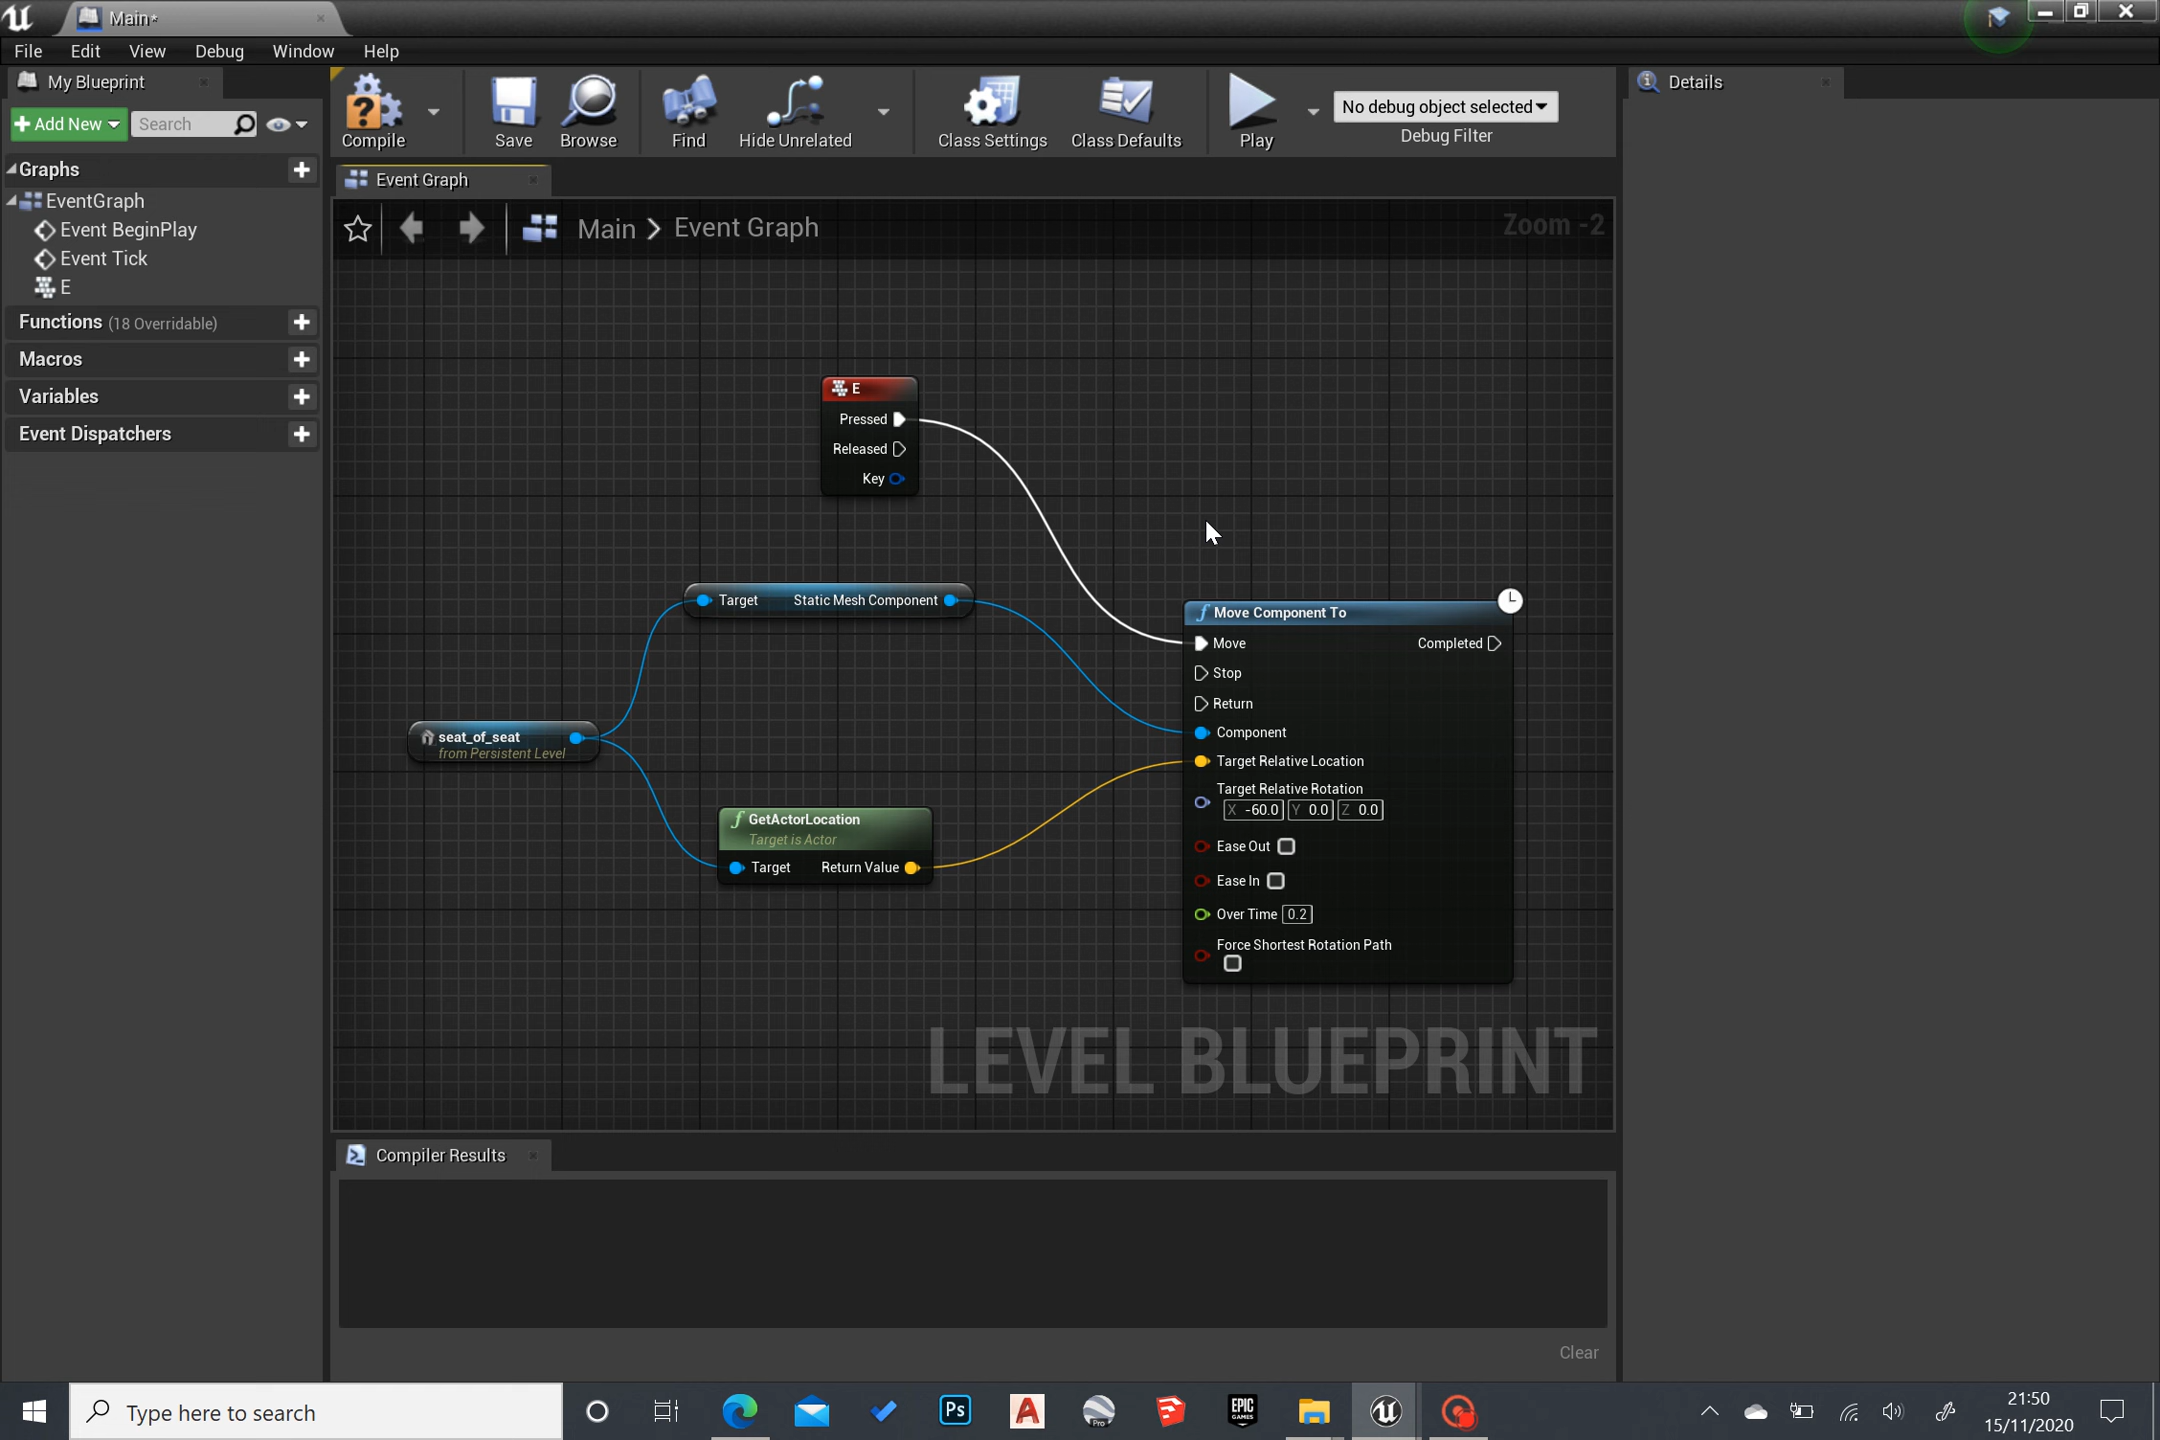 Main*
File Edit View Debug Window Help
My Blueprint
Add New Search
Graphs
EventGraph
Event BeginPlay
Event Tick
E
Functions (18 Overridable)
Macros
Variables
Event Dispatchers
Compile Save Browse Find Hide Unrelated Class Settings Class Defaults Play
No debug object selected
Debug Filter
Details
Event Graph
Main > Event Graph
Zoom -2
E
Pressed
Released
Key
Target Static Mesh Component
seat_of_seat
from Persistent Level
GetActorLocation
Target is Actor
Target Return Value
Move Component To
Move Completed
Stop
Return
Component
Target Relative Location
Target Relative Rotation
X -60.0 Y 0.0 Z 0.0
Ease Out
Ease In
Over Time 0.2
Force Shortest Rotation Path
LEVEL BLUEPRINT
Compiler Results
Clear
Type here to search
Ps
A
Pro
EPIC
GAMES
21:50
15/11/2020